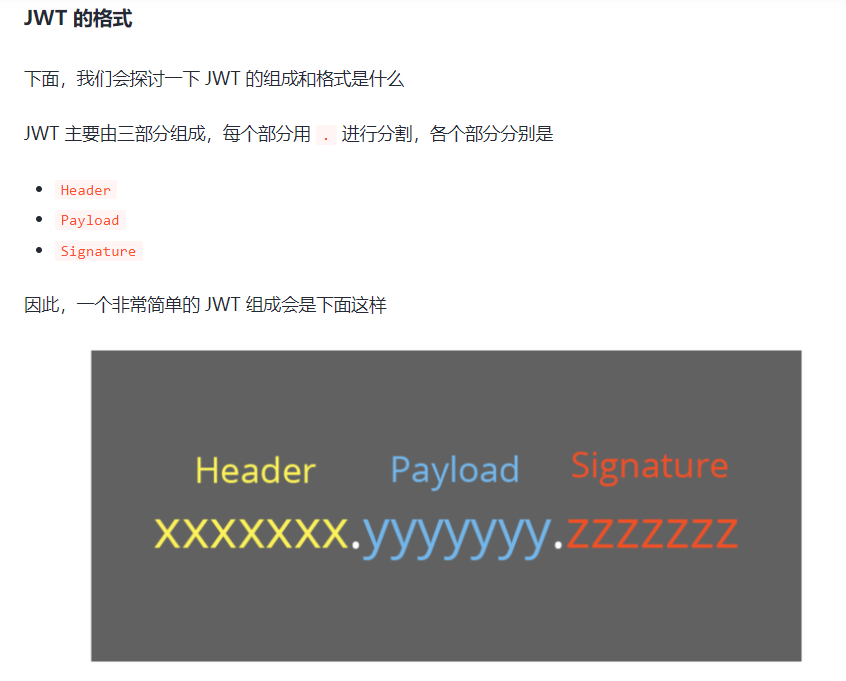 JWT 的格式
下面，我们会探讨一下 JWT 的组成和格式是什么
JWT 主要由三部分组成，每个部分用 . 进行分割，各个部分分别是
Header
Payload
Signature
因此，一个非常简单的 JWT 组成会是下面这样
Header Payload Signature
xxxxxxx.yyyyyyy.zzzzzzz